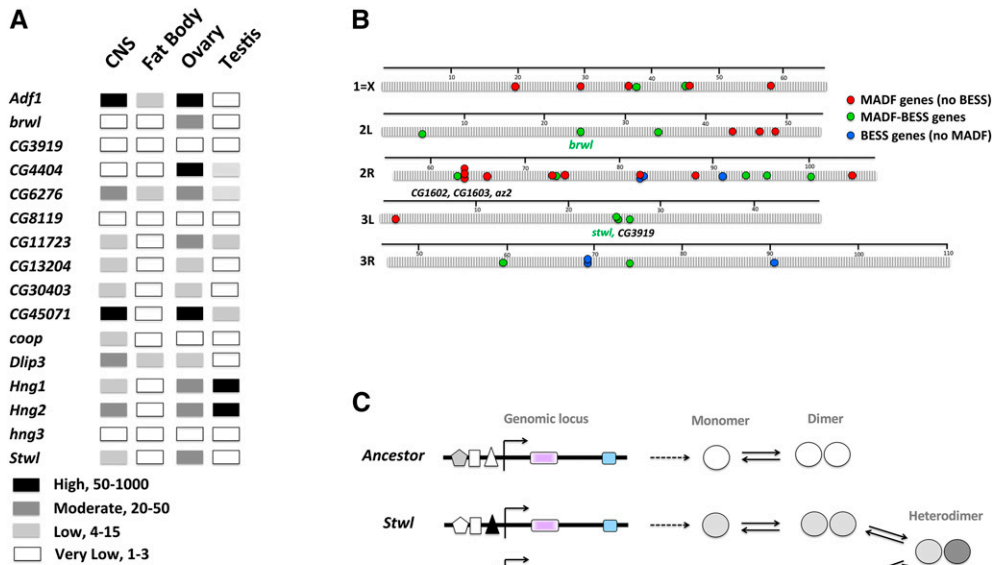 A
CNS
Fat Body
Ovary
Testis
Adf1
brwl
CG3919
CG4404
CG6276
CG8119
CG11723
CG13204
CG30403
CG45071
coop
Dlip3
Hng1
Hng2
hng3
Stwl
High, 50-1000
Moderate, 20-50
Low, 4-15
Very Low, 1-3
B
10 20 30 40 50 60
1=X
10 20 30 40 50
2L
brwl
60 70 80 90 100
2R
CG1602, CG1603, az2
10 20 30 40
3L
stwl, CG3919
50 60 70 80 90 100 110
3R
MADF genes (no BESS)
MADF-BESS genes
BESS genes (no MADF)
C
Genomic locus
Monomer
Dimer
Ancestor
Stwl
Heterodimer